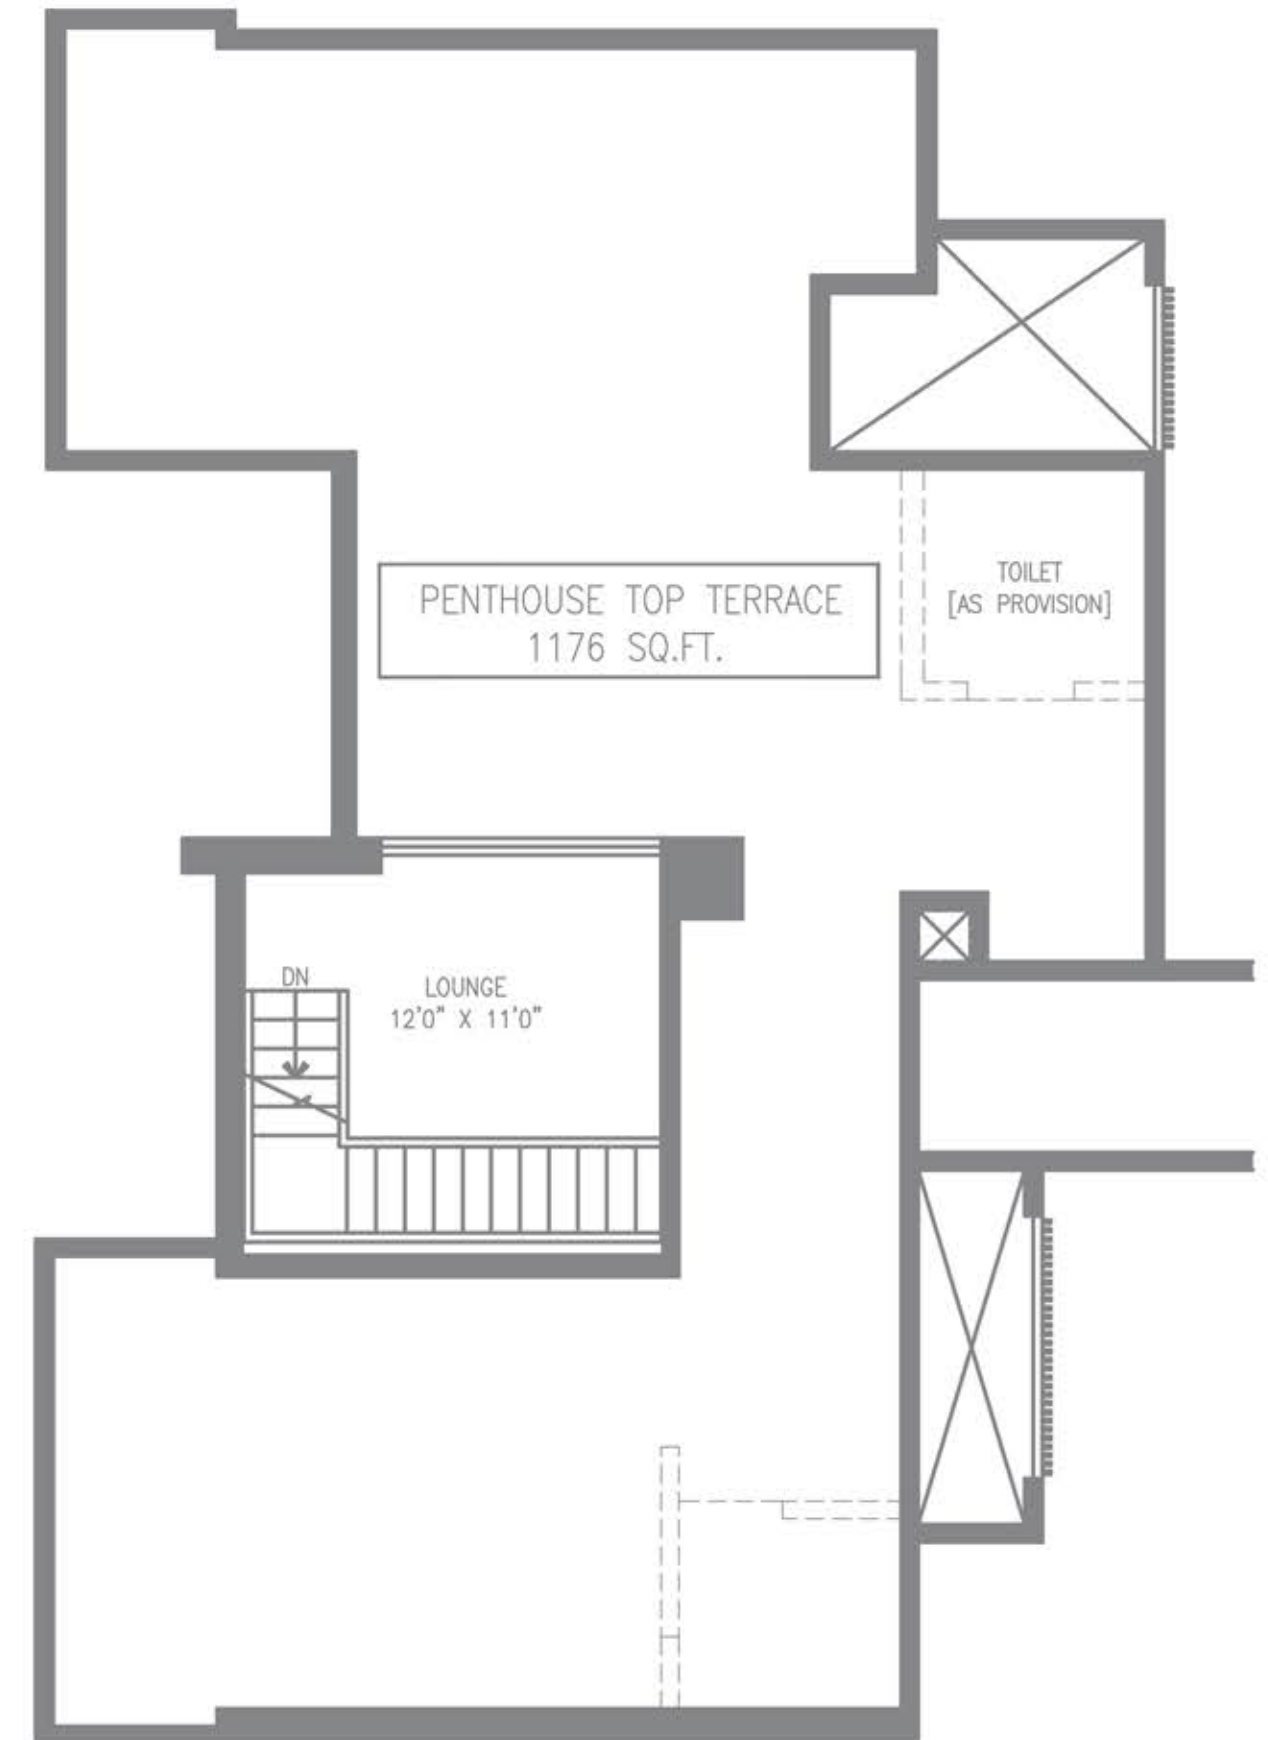 TOILET
[AS PROVISION]
PENTHOUSE TOP TERRACE
1176 SQ.FT.
DN
LOUNGE
12'0" X 11'0"